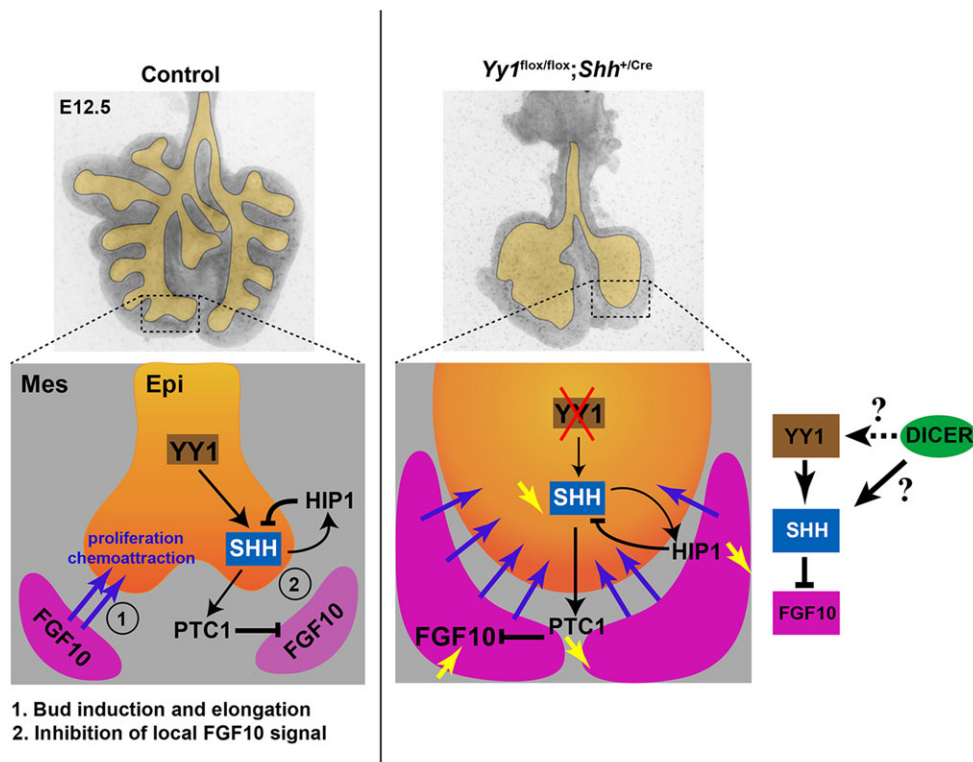 Control
E12.5
Yy1flox/flox;Shh+/Cre
Mes
Epi
YY1
HIP1
SHH
proliferation
chemoattraction
2
1
PTC1
FGF10
FGF10
1. Bud induction and elongation
2. Inhibition of local FGF10 signal
YY1
SHH
HIP1
PTC1
FGF10
?
YY1
DICER
?
SHH
FGF10